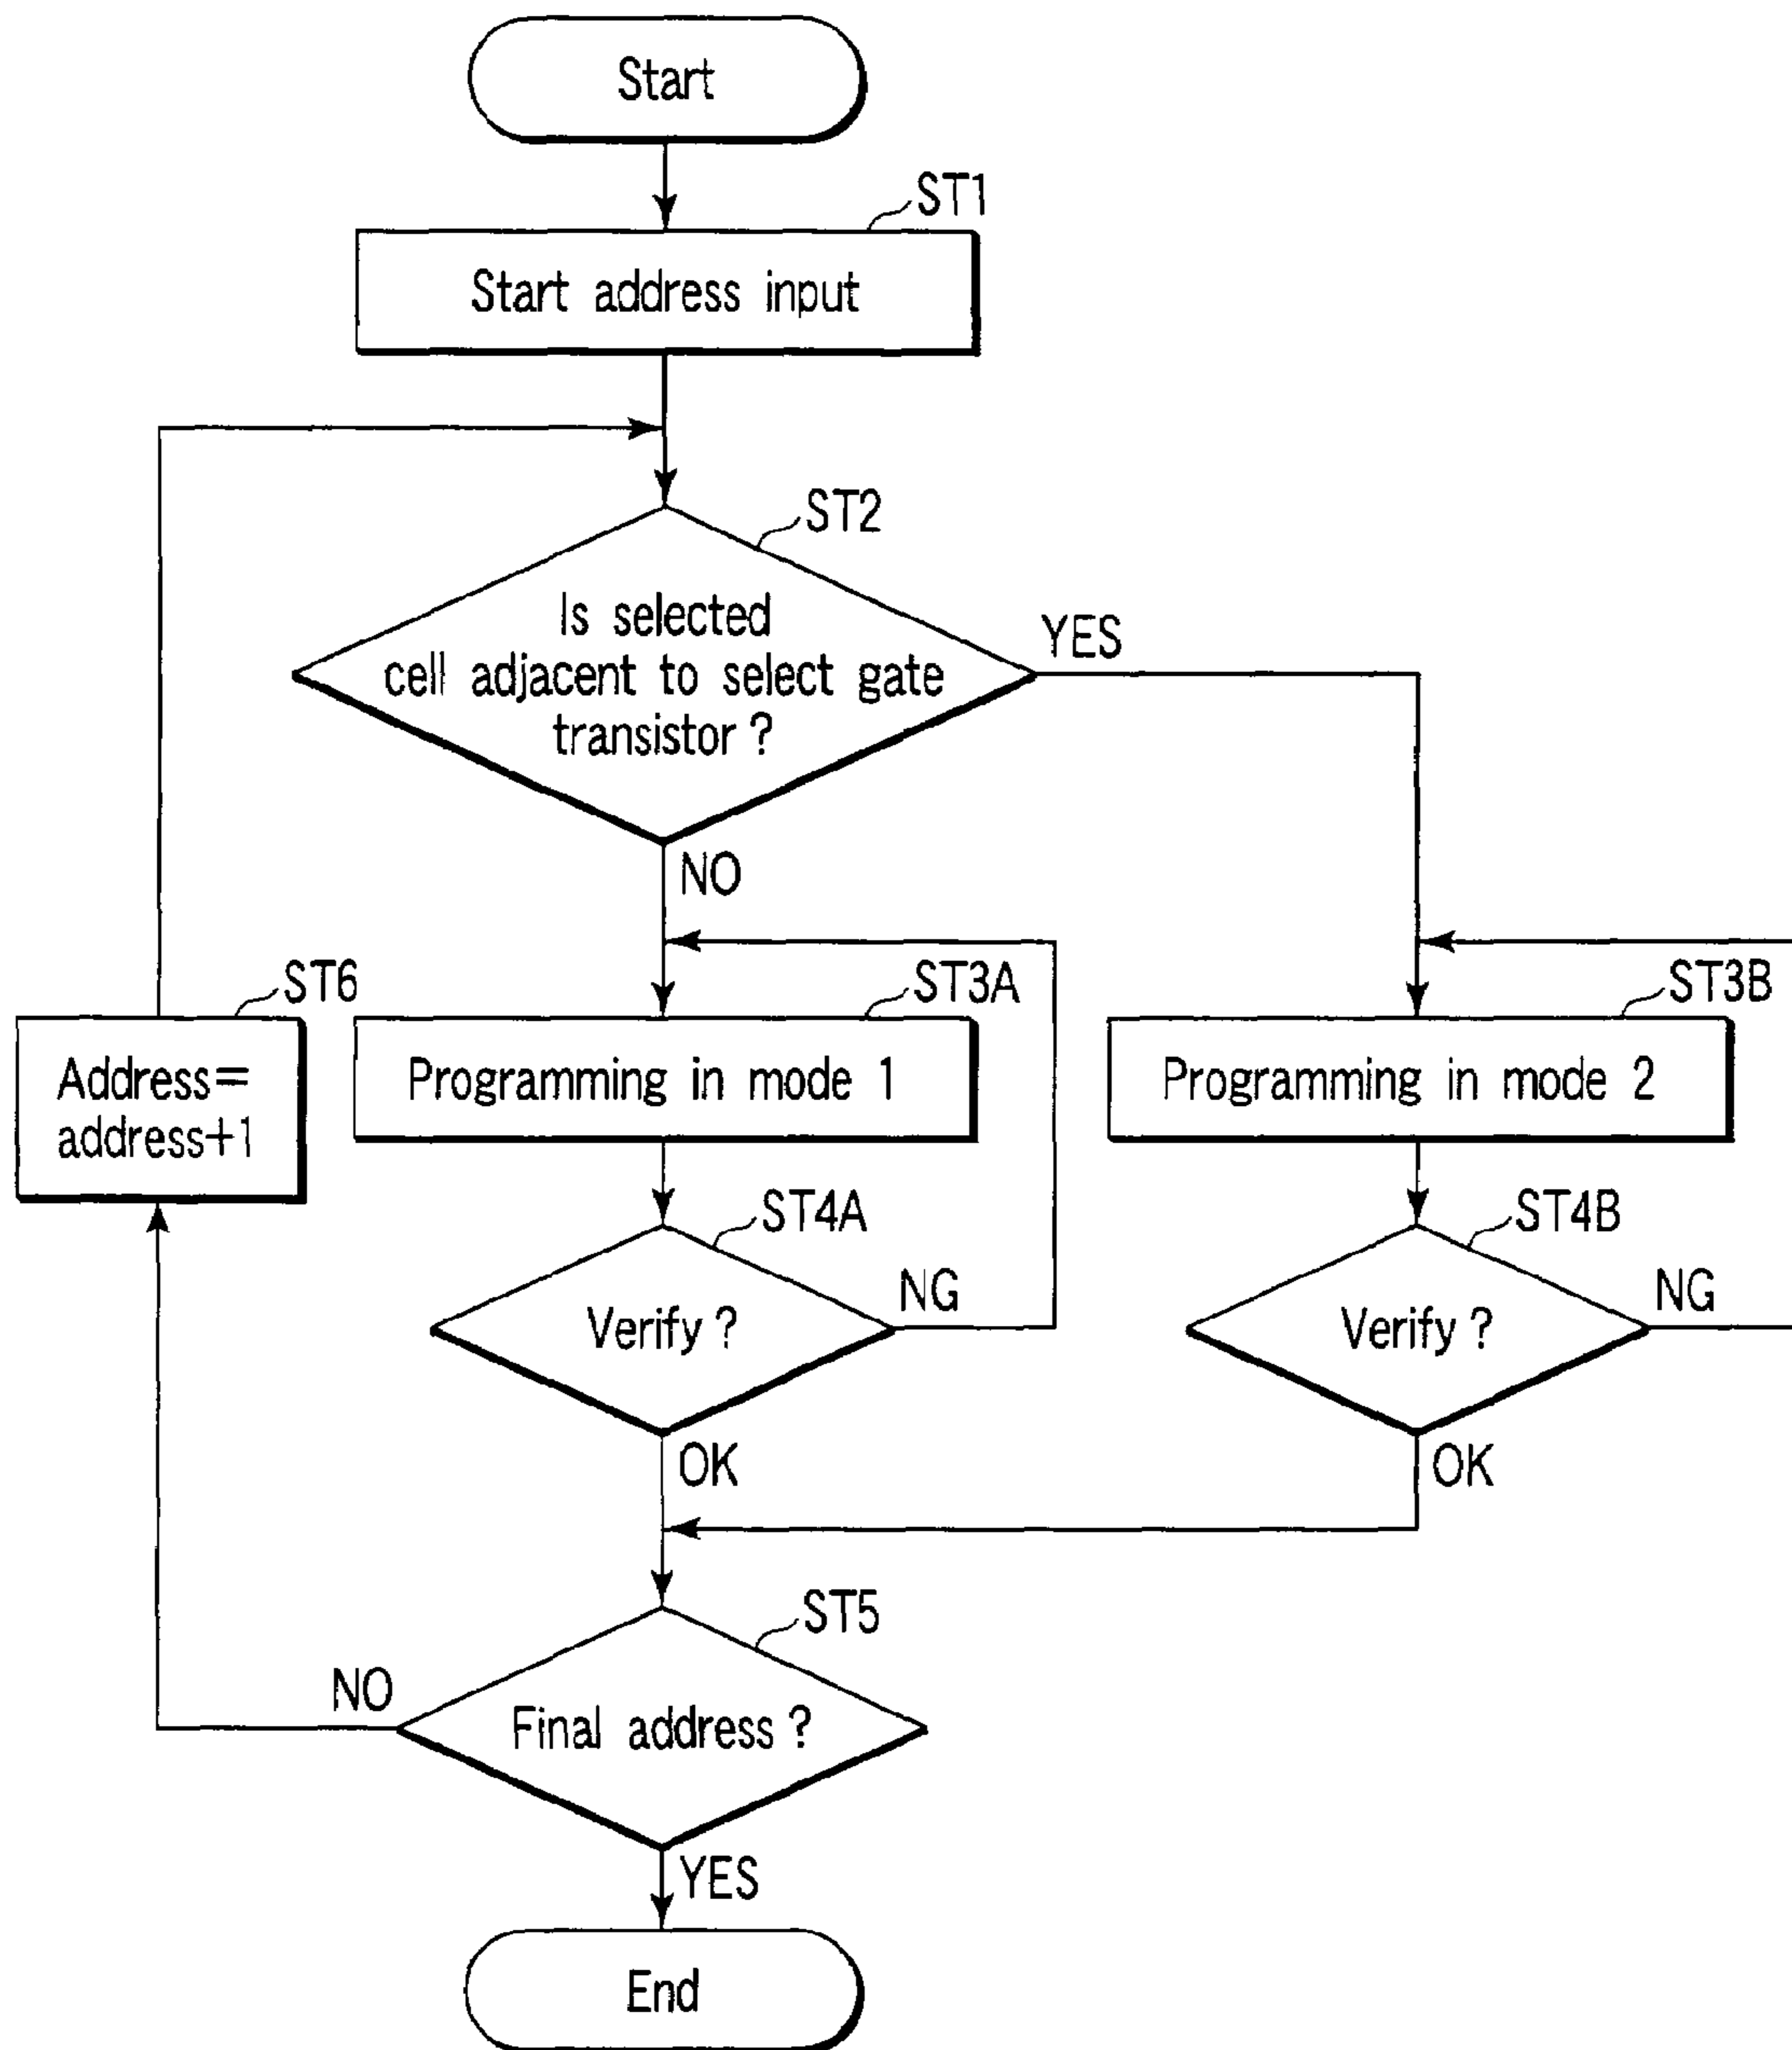 Start
ST1
Start address input
ST2
Is selected
cell adjacent to select gate
transistor ?
YES
NO
ST6
Address=
address+1
ST3A
Programming in mode 1
ST3B
Programming in mode 2
ST4A
Verify ?
NG
OK
ST4B
Verify ?
NG
OK
ST5
Final address ?
NO
YES
End